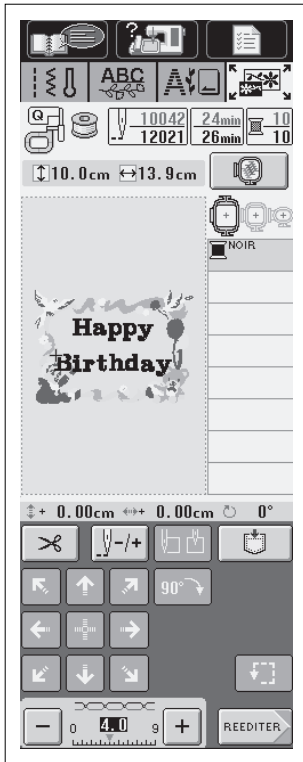 ?
ABC
A
Q
10042 24min 10
12021 26min 10
10.0cm 13.9cm
NOIR
Happy
Birthday
+ 0.00cm + 0.00cm 0°
-/+
90°
0 4.0 9
- +
REEDITER